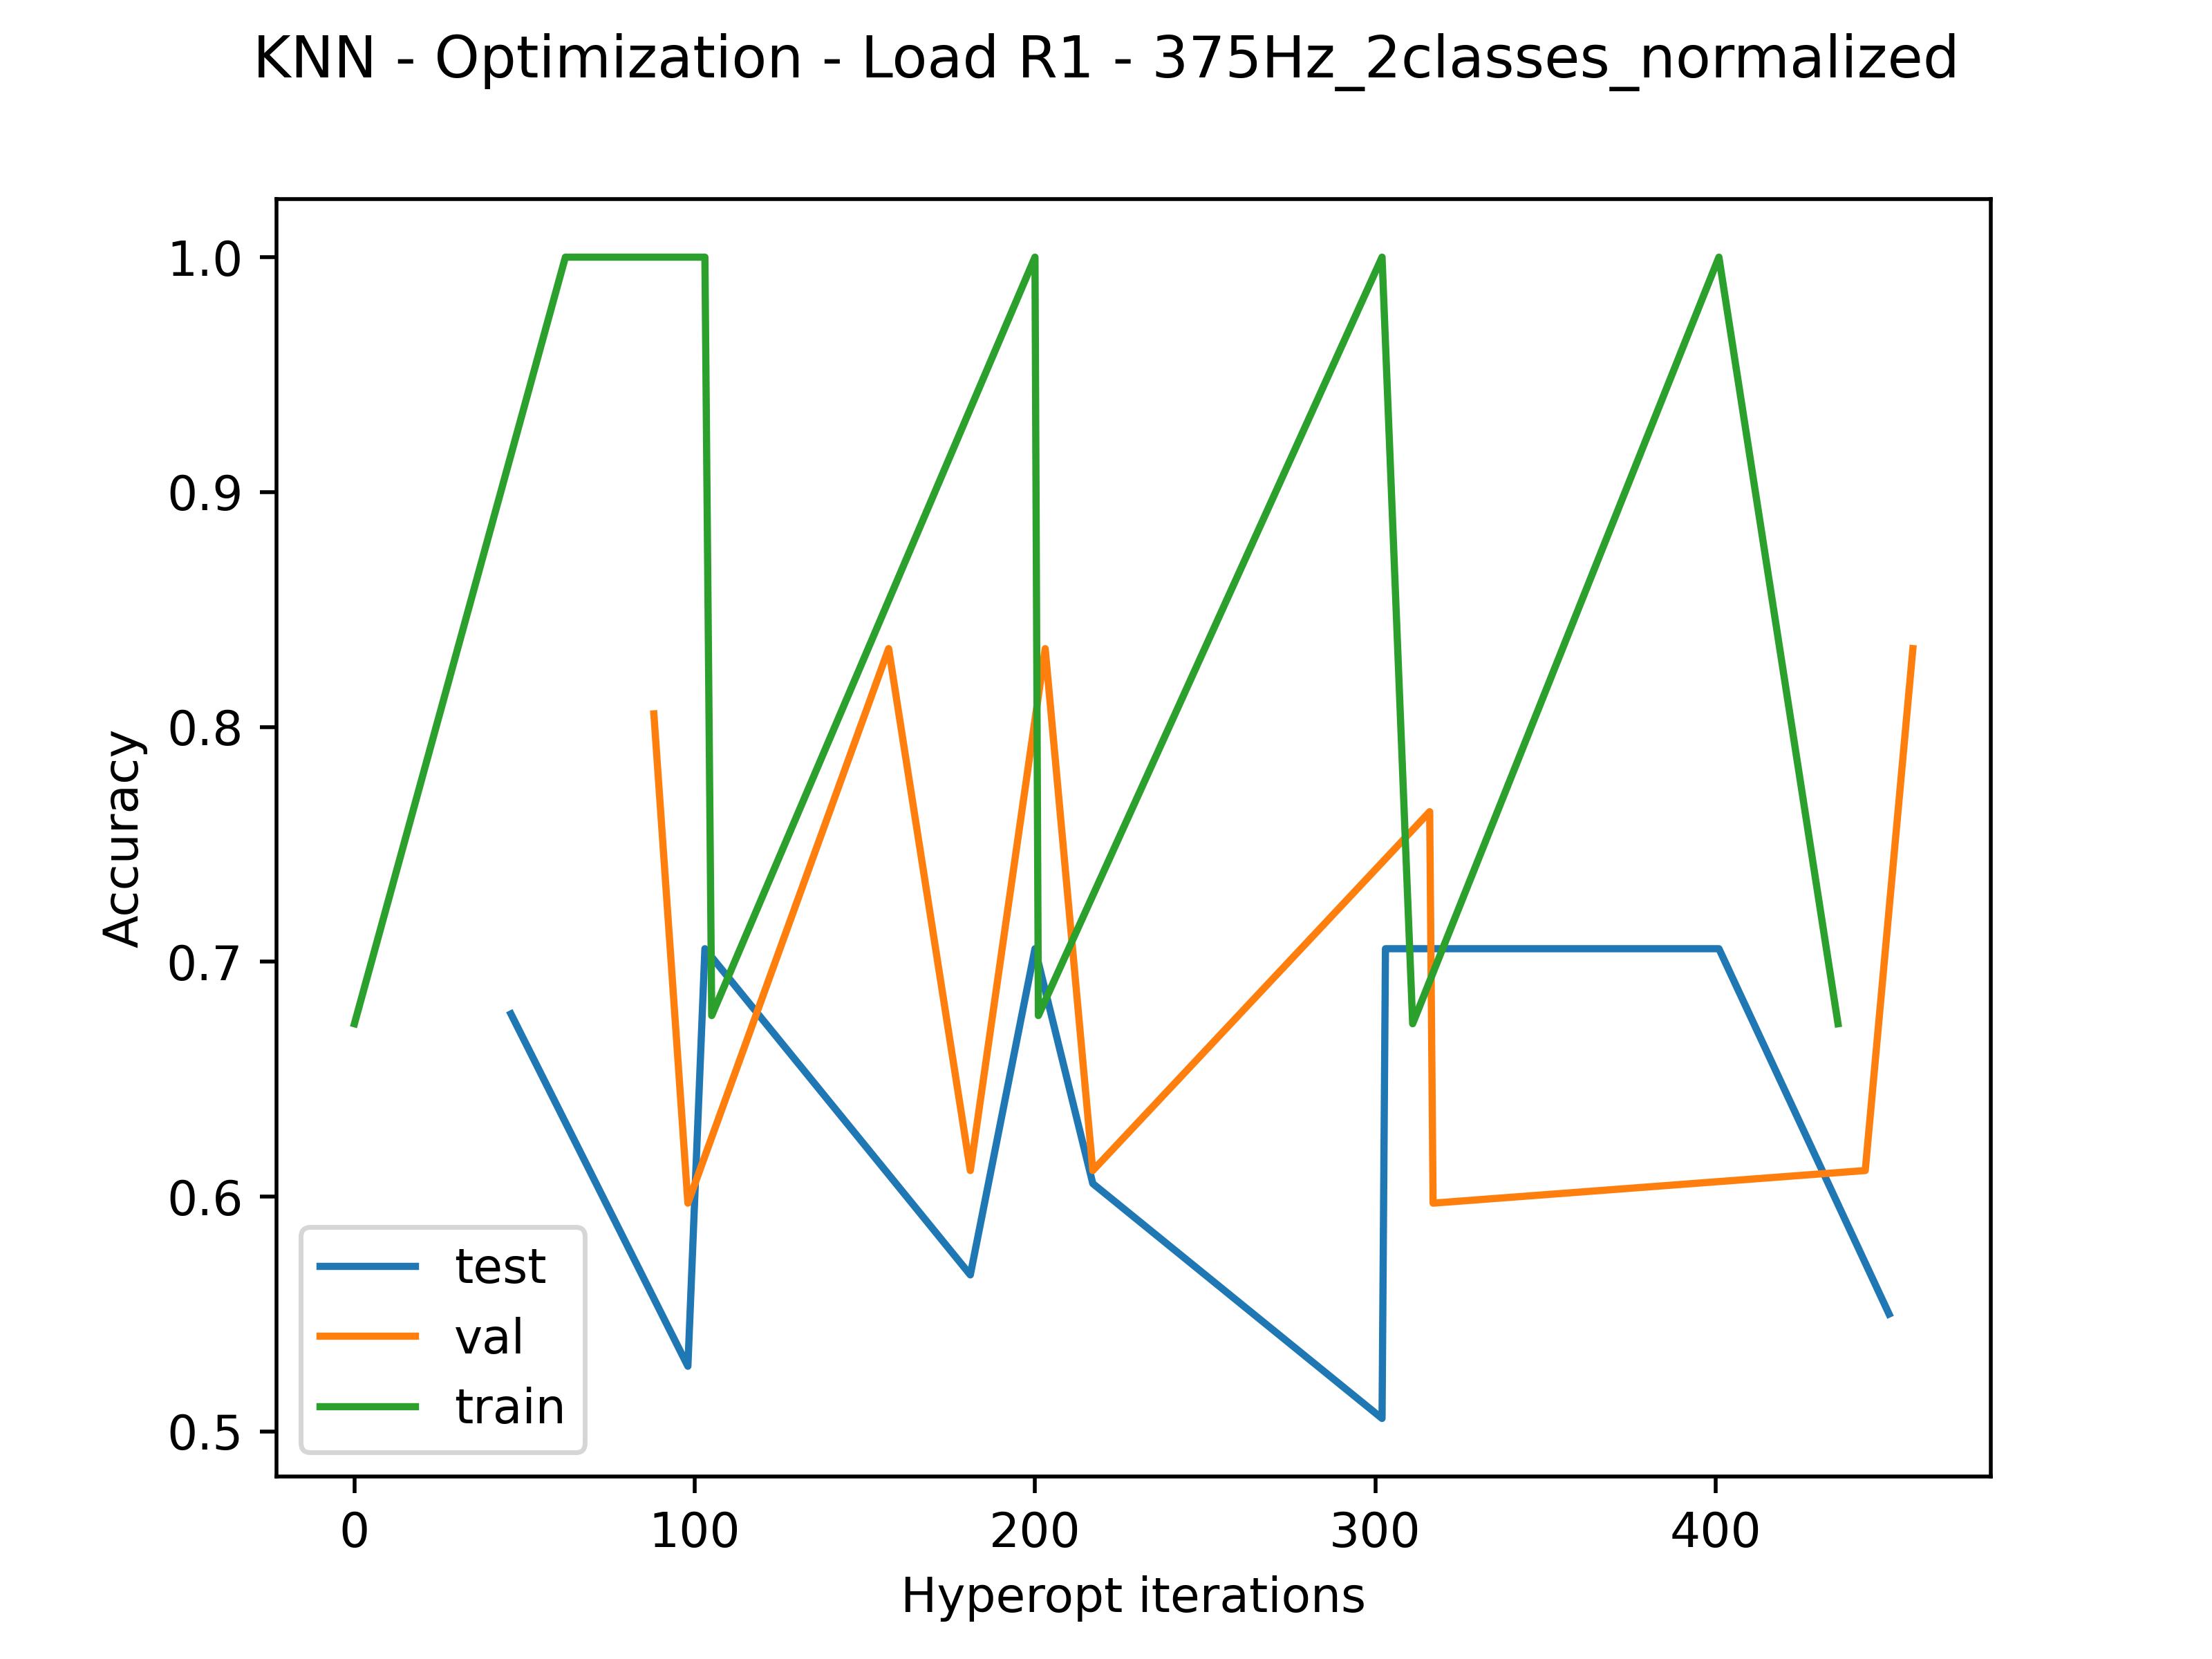 KNN - Optimization - Load R1 - 375Hz_2classes_normalized
Accuracy
1.0
0.9
0.8
0.7
0.6
0.5
test
val
train
0 100 200 300 400
Hyperopt iterations